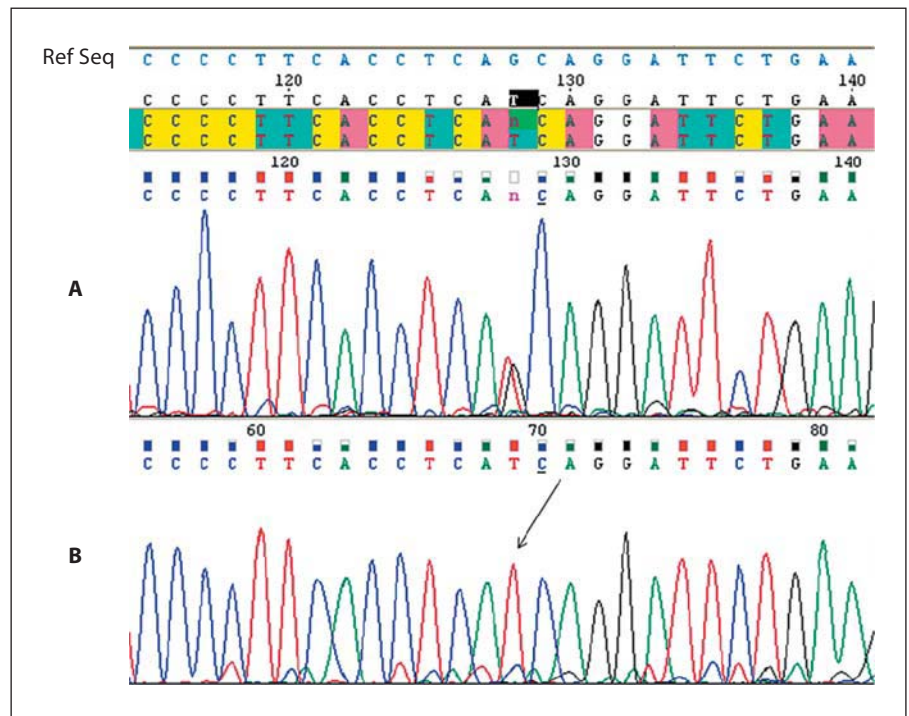 Ref Seq C C C C T T C A C C T C A G C A G G A T T C T G A A
120 130 140
C C C C T T C A C C T C A T C A G G A T T C T G A A
C C C C T T C A C C T C A n C A G G A T T C T G A A
C C C C T T C A C C T C A T C A G G A T T C T G A A
120 130 140
C C C C T T C A C C T C A n C A G G A T T C T G A A
A
60 70 80
C C C C T T C A C C T C A T C A G G A T T C T G A A
B